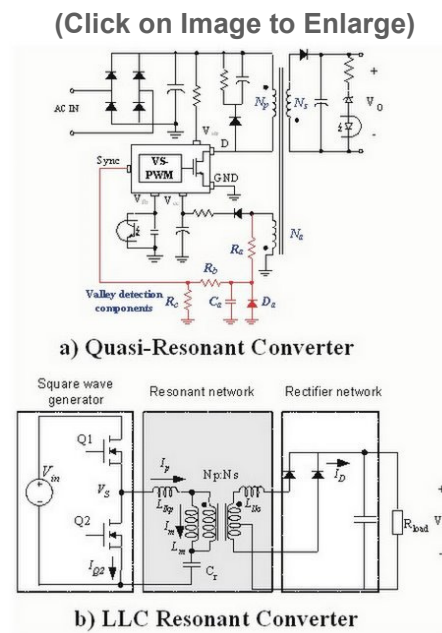 (Click on Image to Enlarge)
AC IN
Np
Ns
VO
+
-
D
Sync
VS-
PWM
GND
Na
Ra
Rb
Rc
Ca
Da
Valley detection
components
a) Quasi-Resonant Converter
Square wave
generator
Resonant network
Rectifier network
Q1
Ip
Np:Ns
ID
Vin
VS
Im
Lm
Q2
IQ2
Cr
Rload
+
V
-
b) LLC Resonant Converter